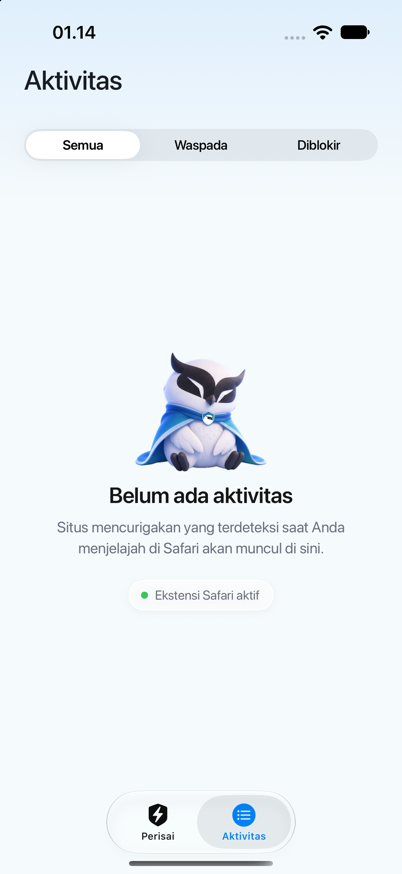 01.14
Aktivitas
Semua
Waspada
Diblokir
Belum ada aktivitas
Situs mencurigakan yang terdeteksi saat Anda
menjelajah di Safari akan muncul di sini.
Ekstensi Safari aktif
Perisai
Aktivitas